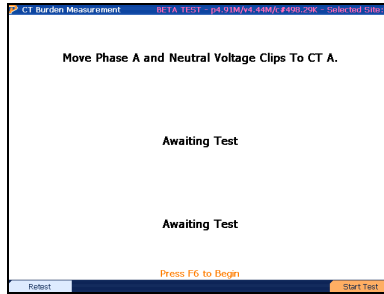 CT Burden Measurement BETA TEST - p4.91M/v4.44M/c#498.29K - Selected Site:
Move Phase A and Neutral Voltage Clips To CT A.
Awaiting Test
Awaiting Test
Press F6 to Begin
Retest Start Test